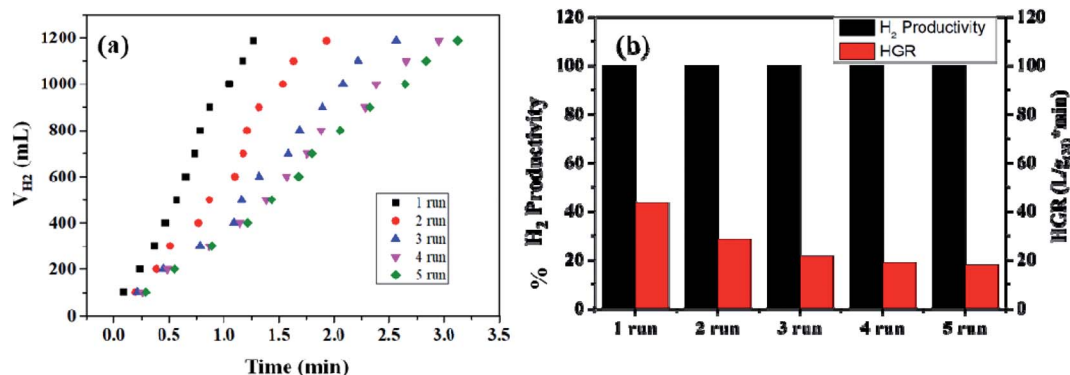 (a)
V_H2 (mL)
1200
1000
800
600
400
200
0
0.0 0.5 1.0 1.5 2.0 2.5 3.0 3.5
Time (min)
1 run
2 run
3 run
4 run
5 run
(b)
% H2 Productivity
120
100
80
60
40
20
0
H2 Productivity
HGR
1 run 2 run 3 run 4 run 5 run
120
100
80
60
40
20
0